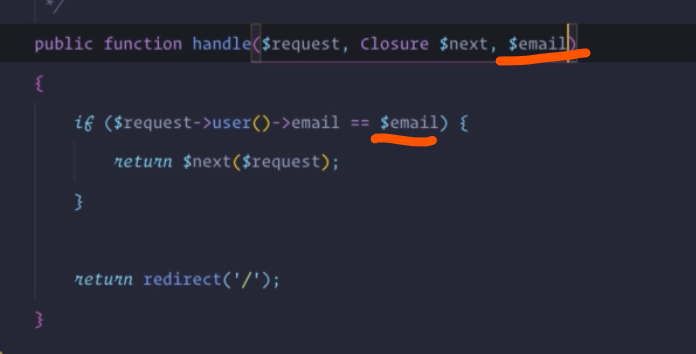 */
public function handle($request, Closure $next, $email)
{
if ($request->user()->email == $email) {
return $next($request);
}
return redirect('/');
}